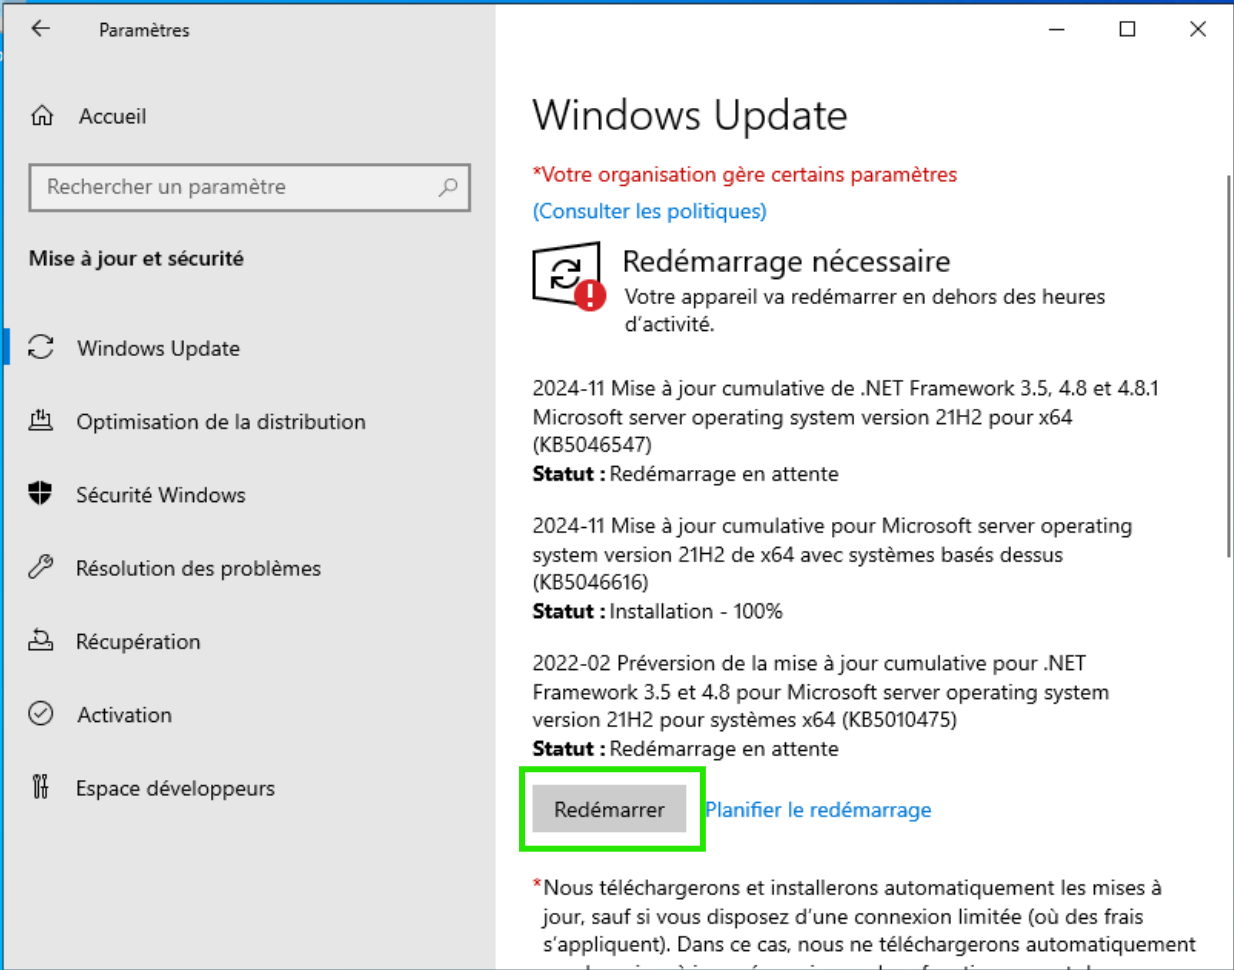 Paramètres
Accueil
Rechercher un paramètre
Mise à jour et sécurité
Windows Update
Optimisation de la distribution
Sécurité Windows
Résolution des problèmes
Récupération
Activation
Espace développeurs
Windows Update
*Votre organisation gère certains paramètres
(Consulter les politiques)
Redémarrage nécessaire
Votre appareil va redémarrer en dehors des heures
d’activité.
2024-11 Mise à jour cumulative de .NET Framework 3.5, 4.8 et 4.8.1
Microsoft server operating system version 21H2 pour x64
(KB5046547)
Statut : Redémarrage en attente
2024-11 Mise à jour cumulative pour Microsoft server operating
system version 21H2 de x64 avec systèmes basés dessus
(KB5046616)
Statut : Installation - 100%
2022-02 Préversion de la mise à jour cumulative pour .NET
Framework 3.5 et 4.8 pour Microsoft server operating system
version 21H2 pour systèmes x64 (KB5010475)
Statut : Redémarrage en attente
Redémarrer Planifier le redémarrage
*Nous téléchargerons et installerons automatiquement les mises à
jour, sauf si vous disposez d’une connexion limitée (où des frais
s’appliquent). Dans ce cas, nous ne téléchargerons automatiquement